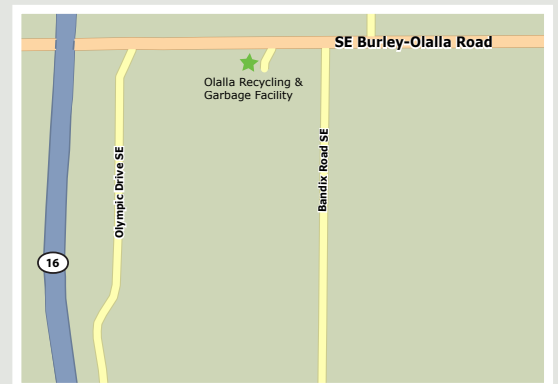 SE Burley-Olalla Road
Olalla Recycling &
Garbage Facility
Olympic Drive SE
Bandix Road SE
16